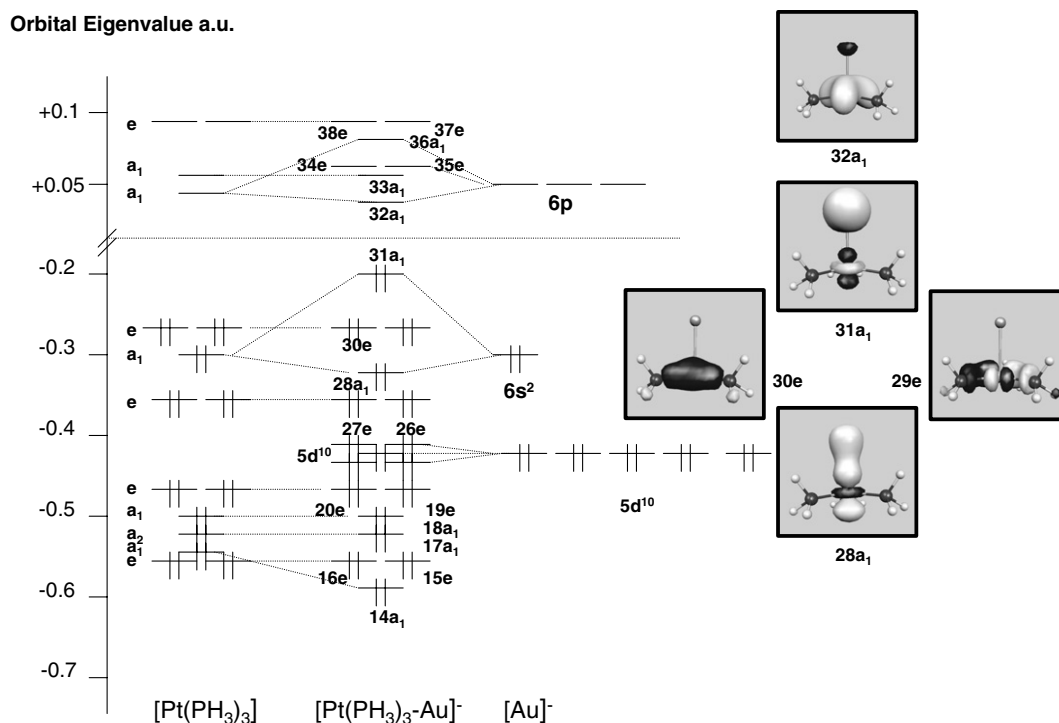 Orbital Eigenvalue a.u.
+0.1
e
38e
37e
36a₁
a₁
34e
35e
+0.05
a₁
33a₁
6p
32a₁
32a₁
31a₁
-0.2
e
30e
31a₁
-0.3
a₁
28a₁
6s²
30e
29e
e
-0.4
27e
26e
5d¹⁰
5d¹⁰
e
-0.5
a₁
20e
19e
a₂
18a₁
a₁
17a₁
28a₁
e
16e
15e
-0.6
14a₁
-0.7
[Pt(PH₃)₃]
[Pt(PH₃)₃-Au]⁻
[Au]⁻